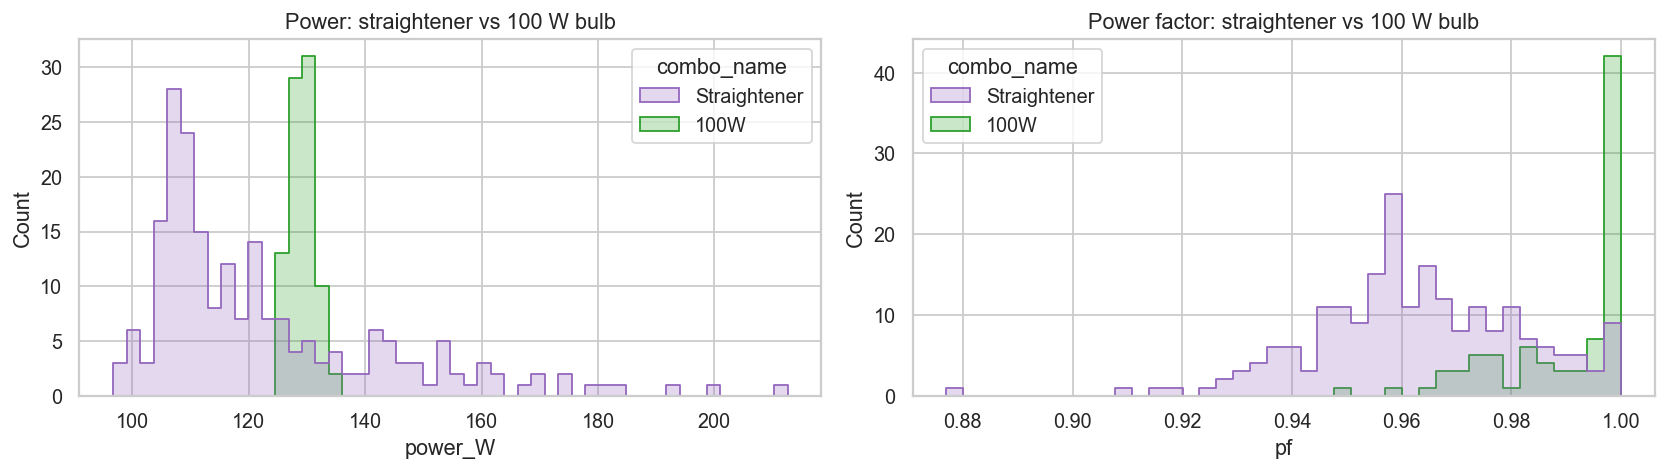 Power: straightener vs 100 W bulb
combo_name
Straightener
100W
30
25
20
15
10
5
0
Count
100
120
140
160
180
200
power_W
Power factor: straightener vs 100 W bulb
combo_name
Straightener
100W
40
30
20
10
0
Count
0.88
0.90
0.92
0.94
0.96
0.98
1.00
pf